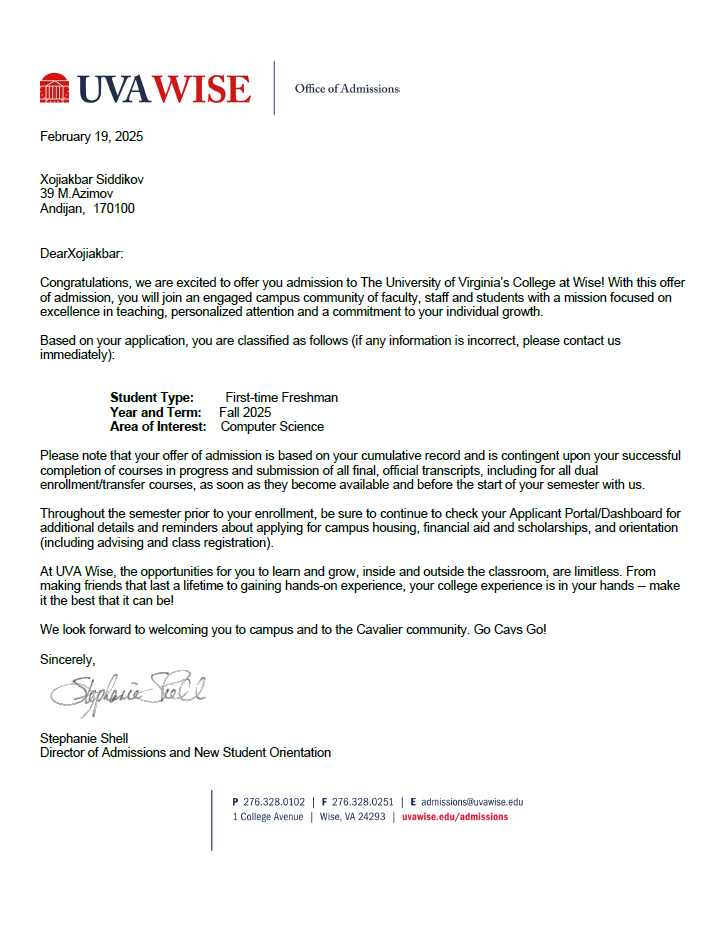 UVAWISE
Office of Admissions
February 19, 2025
Xojiakbar Siddikov
39 M.Azimov
Andijan, 170100
DearXojiakbar:
Congratulations, we are excited to offer you admission to The University of Virginia's College at Wise! With this offer
of admission, you will join an engaged campus community of faculty, staff and students with a mission focused on
excellence in teaching, personalized attention and a commitment to your individual growth.
Based on your application, you are classified as follows (if any information is incorrect, please contact us
immediately):
Student Type: First-time Freshman
Year and Term: Fall 2025
Area of Interest: Computer Science
Please note that your offer of admission is based on your cumulative record and is contingent upon your successful
completion of courses in progress and submission of all final, official transcripts, including for all dual
enrollment/transfer courses, as soon as they become available and before the start of your semester with us.
Throughout the semester prior to your enrollment, be sure to continue to check your Applicant Portal/Dashboard for
additional details and reminders about applying for campus housing, financial aid and scholarships, and orientation
(including advising and class registration).
At UVA Wise, the opportunities for you to learn and grow, inside and outside the classroom, are limitless. From
making friends that last a lifetime to gaining hands-on experience, your college experience is in your hands -- make
it the best that it can be!
We look forward to welcoming you to campus and to the Cavalier community. Go Cavs Go!
Sincerely,
Stephanie Shell
Stephanie Shell
Director of Admissions and New Student Orientation
P 276.328.0102 | F 276.328.0251 | E admissions@uvawise.edu
1 College Avenue | Wise, VA 24293 | uvawise.edu/admissions